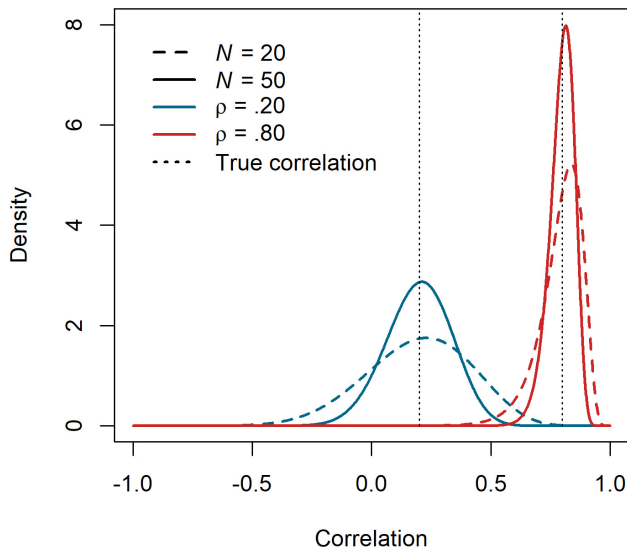 8
6
4
2
0
Density
N = 20
N = 50
ρ = .20
ρ = .80
True correlation
-1.0 -0.5 0.0 0.5 1.0
Correlation